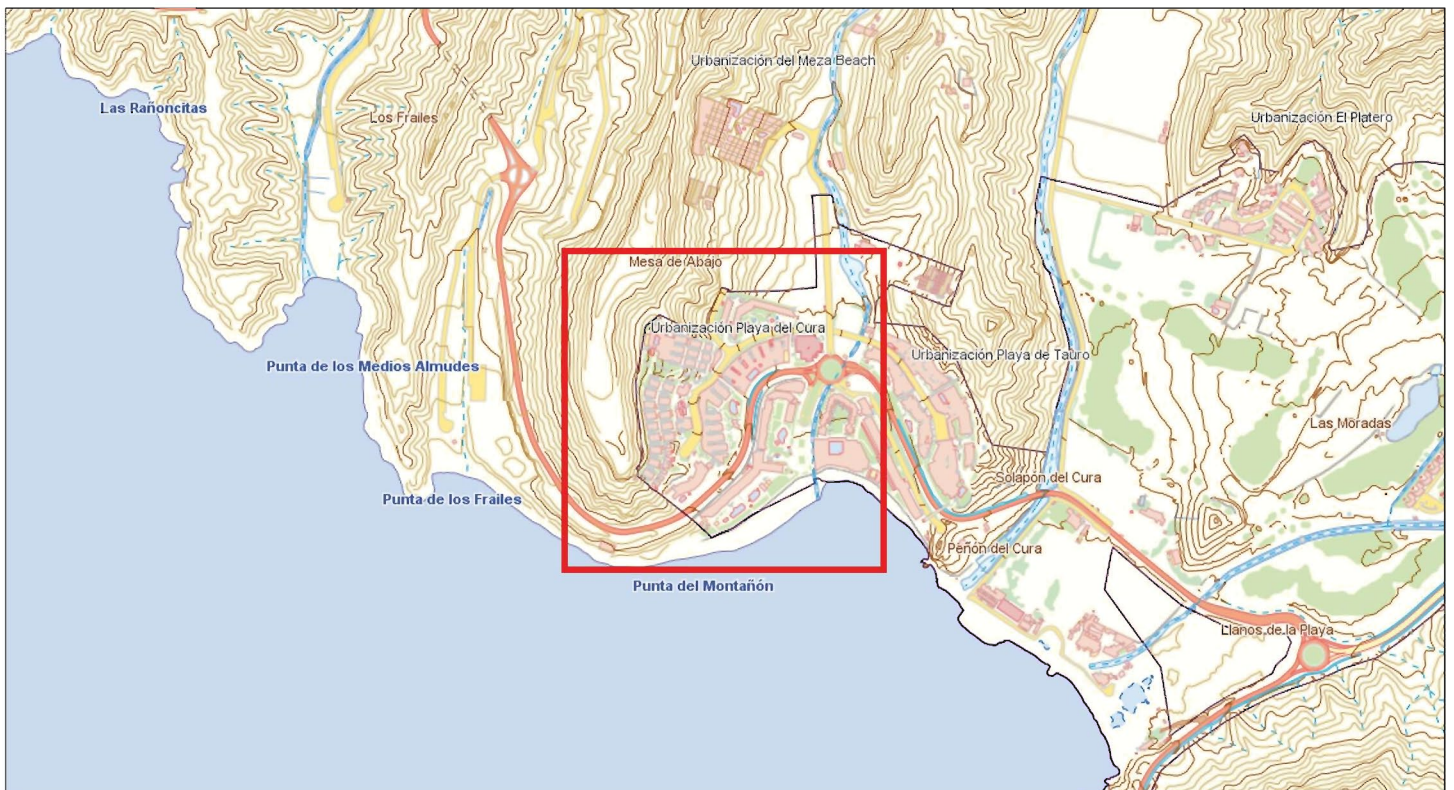 Urbanización del Meza Beach
Las Rañoncitas
Los Frailes
Urbanización El Platero
Mesa de Abajo
Urbanización Playa del Cura
Urbanización Playa de Tauro
Punta de los Medios Almudes
Las Moradas
Solapón del Cura
Punta de los Frailes
Peñón del Cura
Punta del Montañón
Llanos de la Playa